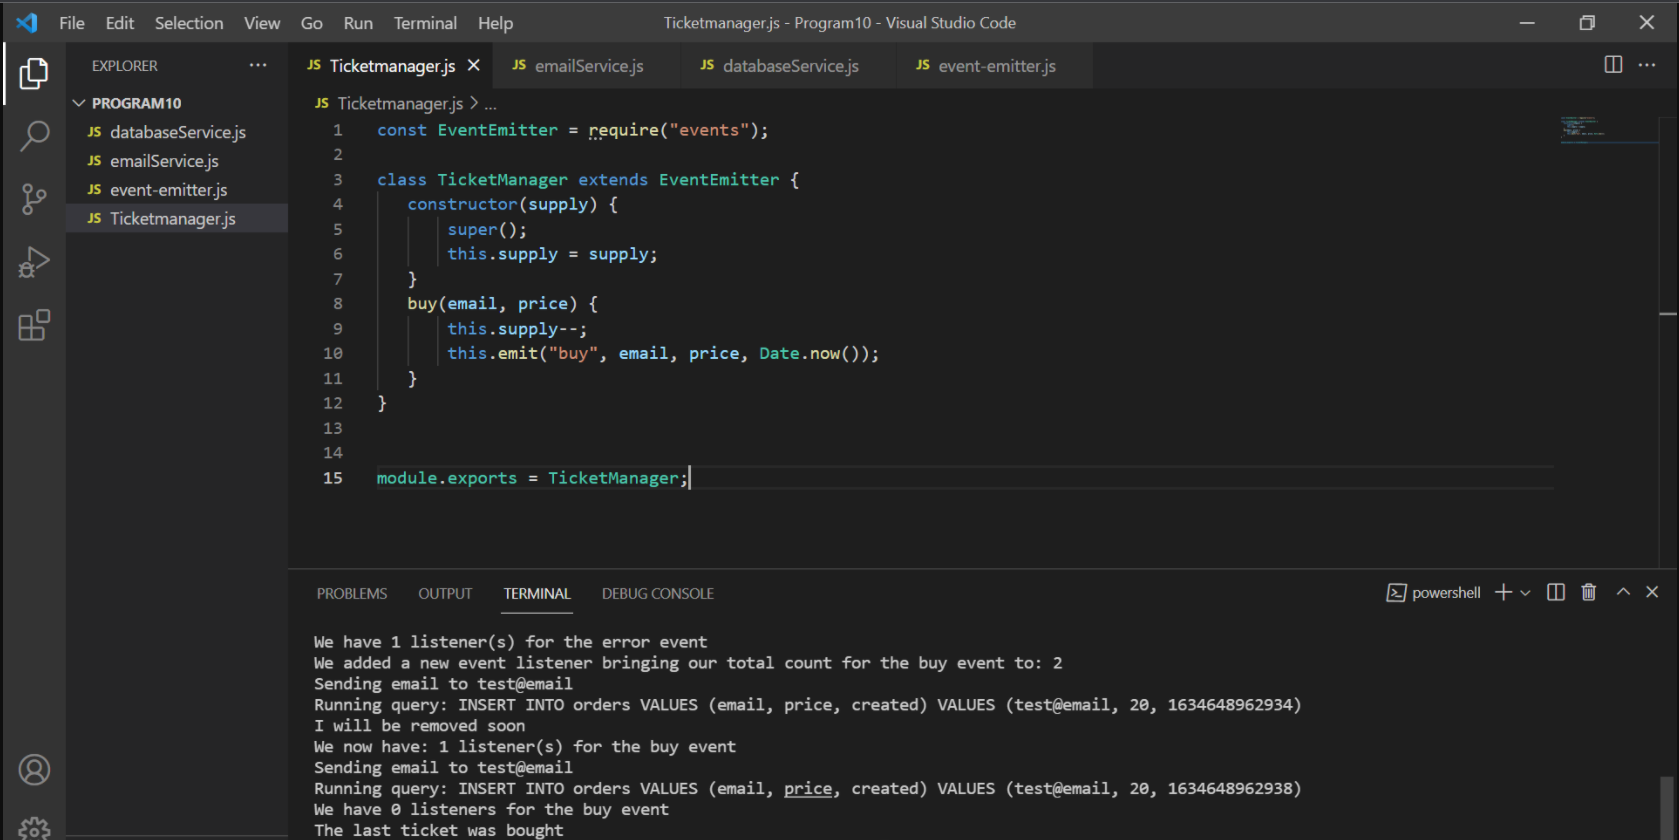 File Edit Selection View Go Run Terminal Help Ticketmanager.js - Program10 - Visual Studio Code
EXPLORER
PROGRAM10
JS databaseService.js
JS emailService.js
JS event-emitter.js
JS Ticketmanager.js
JS Ticketmanager.js JS emailService.js JS databaseService.js JS event-emitter.js
JS Ticketmanager.js > ...
1 const EventEmitter = require("events");
2
3 class TicketManager extends EventEmitter {
4 constructor(supply) {
5 super();
6 this.supply = supply;
7 }
8 buy(email, price) {
9 this.supply--;
10 this.emit("buy", email, price, Date.now());
11 }
12 }
13
14
15 module.exports = TicketManager;
PROBLEMS OUTPUT TERMINAL DEBUG CONSOLE powershell
We have 1 listener(s) for the error event
We added a new event listener bringing our total count for the buy event to: 2
Sending email to test@email
Running query: INSERT INTO orders VALUES (email, price, created) VALUES (test@email, 20, 1634648962934)
I will be removed soon
We now have: 1 listener(s) for the buy event
Sending email to test@email
Running query: INSERT INTO orders VALUES (email, price, created) VALUES (test@email, 20, 1634648962938)
We have 0 listeners for the buy event
The last ticket was bought